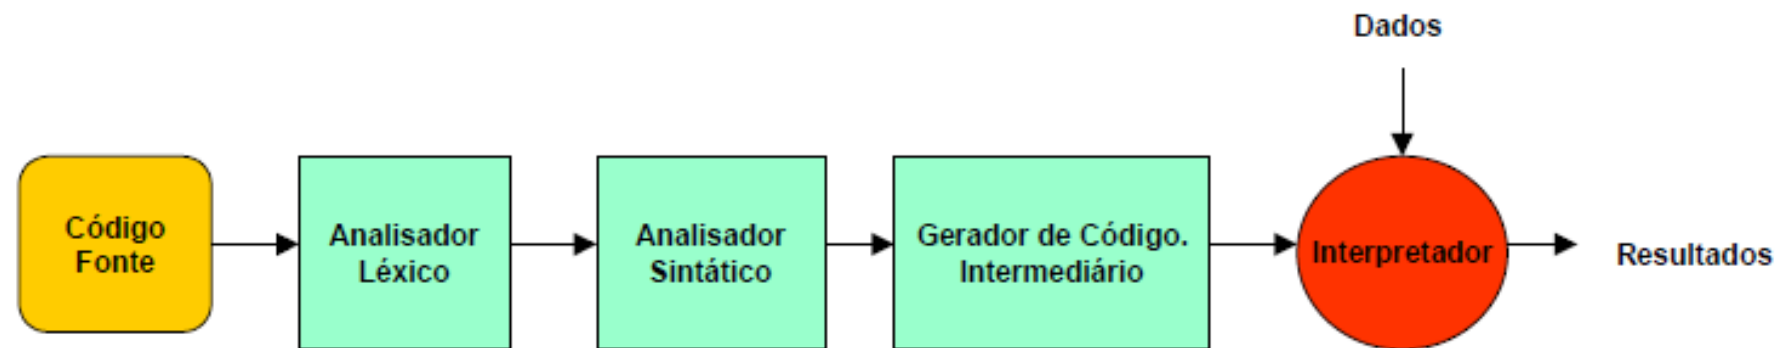 Dados
Código
Fonte
Analisador
Léxico
Analisador
Sintático
Gerador de Código.
Intermediário
Interpretador
Resultados